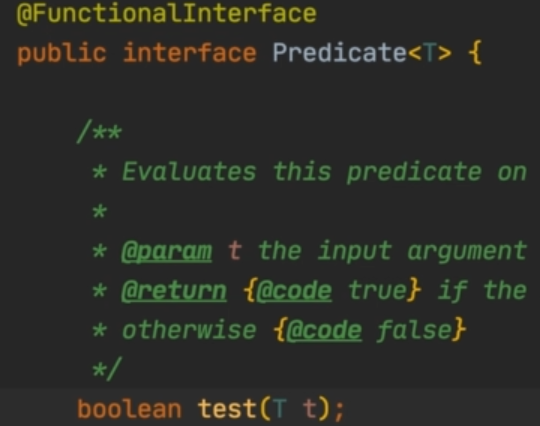 @FunctionalInterface
public interface Predicate<T> {
/**
* Evaluates this predicate on
*
* @param t the input argument
* @return {@code true} if the
* otherwise {@code false}
*/
boolean test(T t);